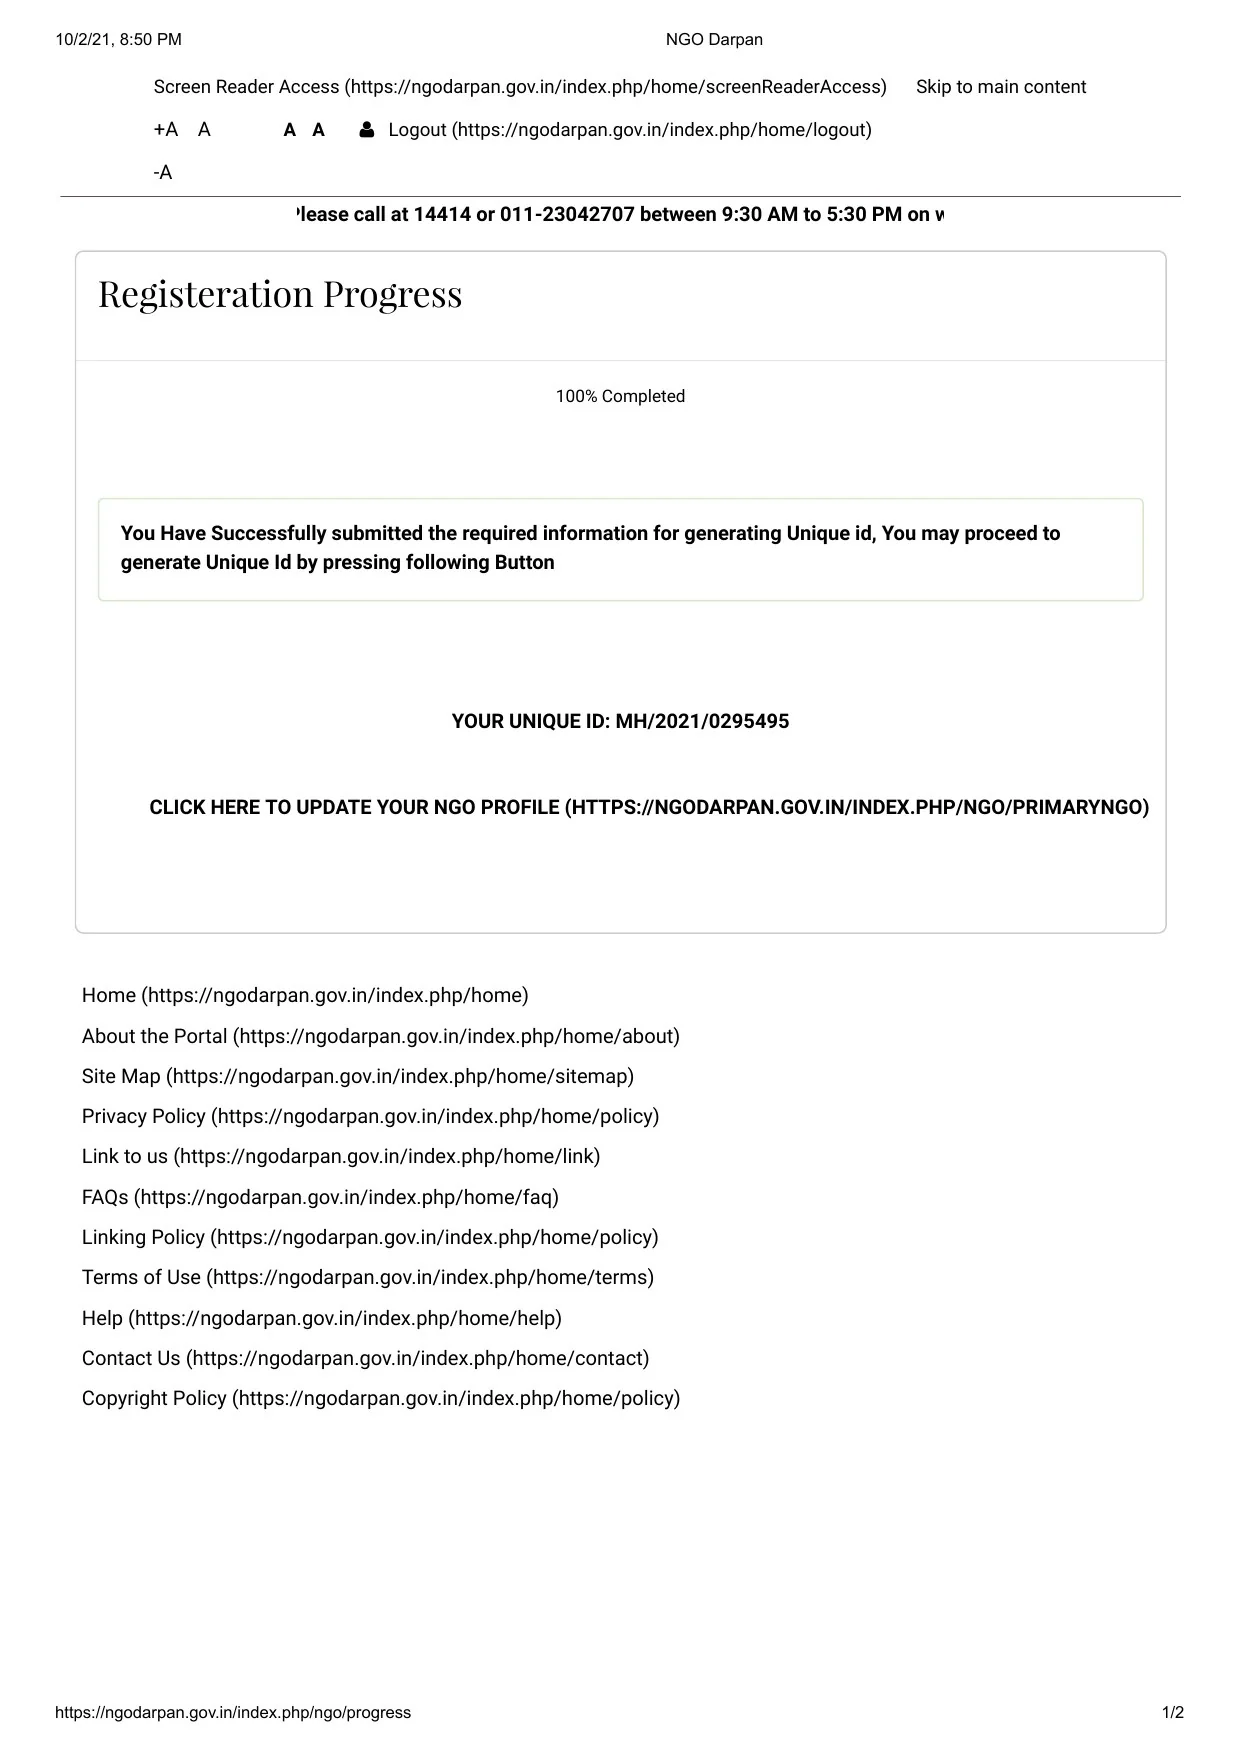 10/2/21, 8:50 PM NGO Darpan
Screen Reader Access (https://ngodarpan.gov.in/index.php/home/screenReaderAccess) Skip to main content
+A A A A Logout (https://ngodarpan.gov.in/index.php/home/logout)
-A
Please call at 14414 or 011-23042707 between 9:30 AM to 5:30 PM on
Registeration Progress
100% Completed
You Have Successfully submitted the required information for generating Unique id, You may proceed to
generate Unique Id by pressing following Button
YOUR UNIQUE ID: MH/2021/0295495
CLICK HERE TO UPDATE YOUR NGO PROFILE (HTTPS://NGODARPAN.GOV.IN/INDEX.PHP/NGO/PRIMARYNGO)
Home (https://ngodarpan.gov.in/index.php/home)
About the Portal (https://ngodarpan.gov.in/index.php/home/about)
Site Map (https://ngodarpan.gov.in/index.php/home/sitemap)
Privacy Policy (https://ngodarpan.gov.in/index.php/home/policy)
Link to us (https://ngodarpan.gov.in/index.php/home/link)
FAQs (https://ngodarpan.gov.in/index.php/home/faq)
Linking Policy (https://ngodarpan.gov.in/index.php/home/policy)
Terms of Use (https://ngodarpan.gov.in/index.php/home/terms)
Help (https://ngodarpan.gov.in/index.php/home/help)
Contact Us (https://ngodarpan.gov.in/index.php/home/contact)
Copyright Policy (https://ngodarpan.gov.in/index.php/home/policy)
https://ngodarpan.gov.in/index.php/ngo/progress 1/2